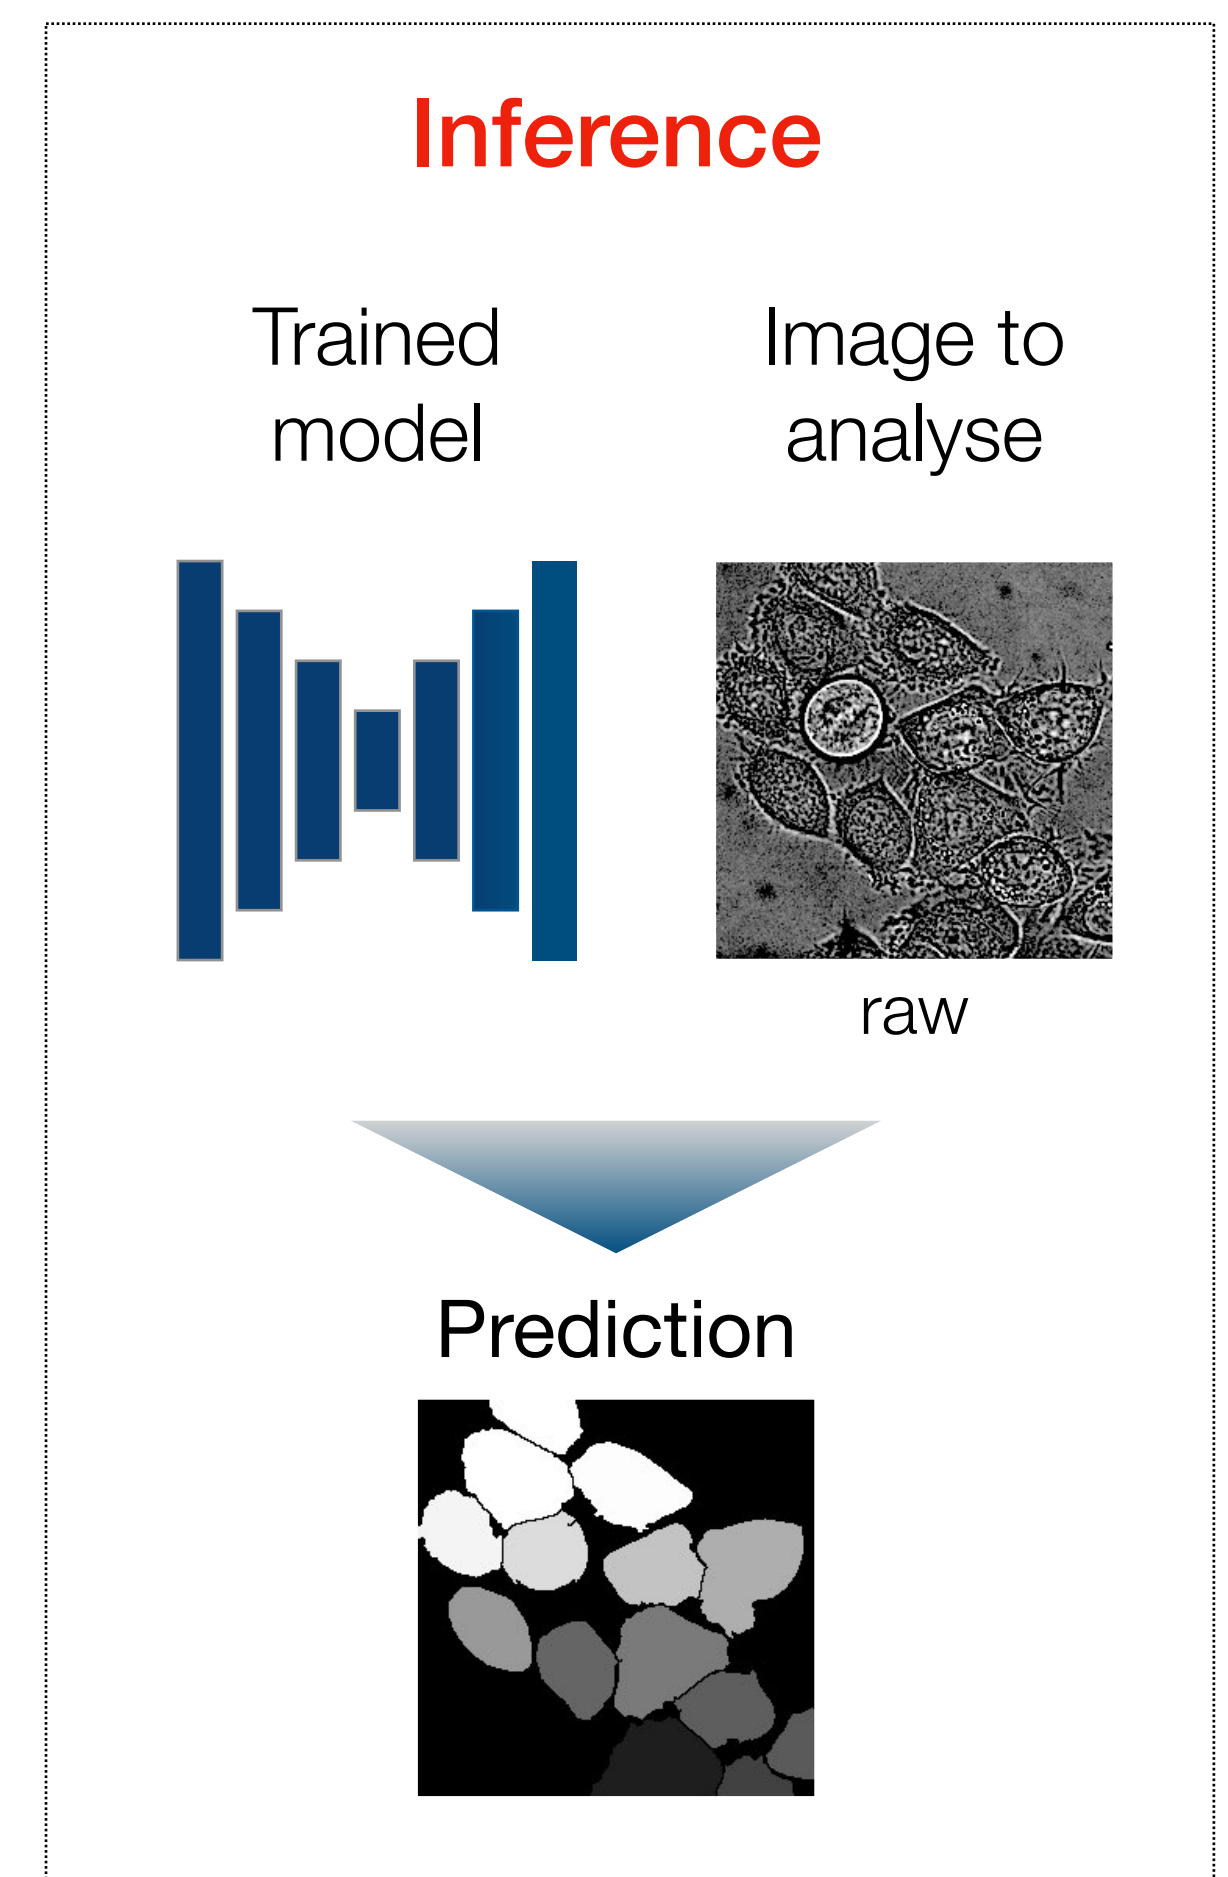 Inference
Trained
model
Image to
analyse
raw
Prediction